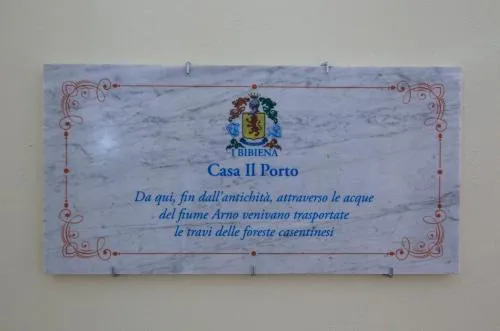 BIBIENA
Casa Il Porto
Da qui, fin dall'antichità, attraverso le acque
del fiume Arno venivano trasportate
le travi delle foreste casentinesi